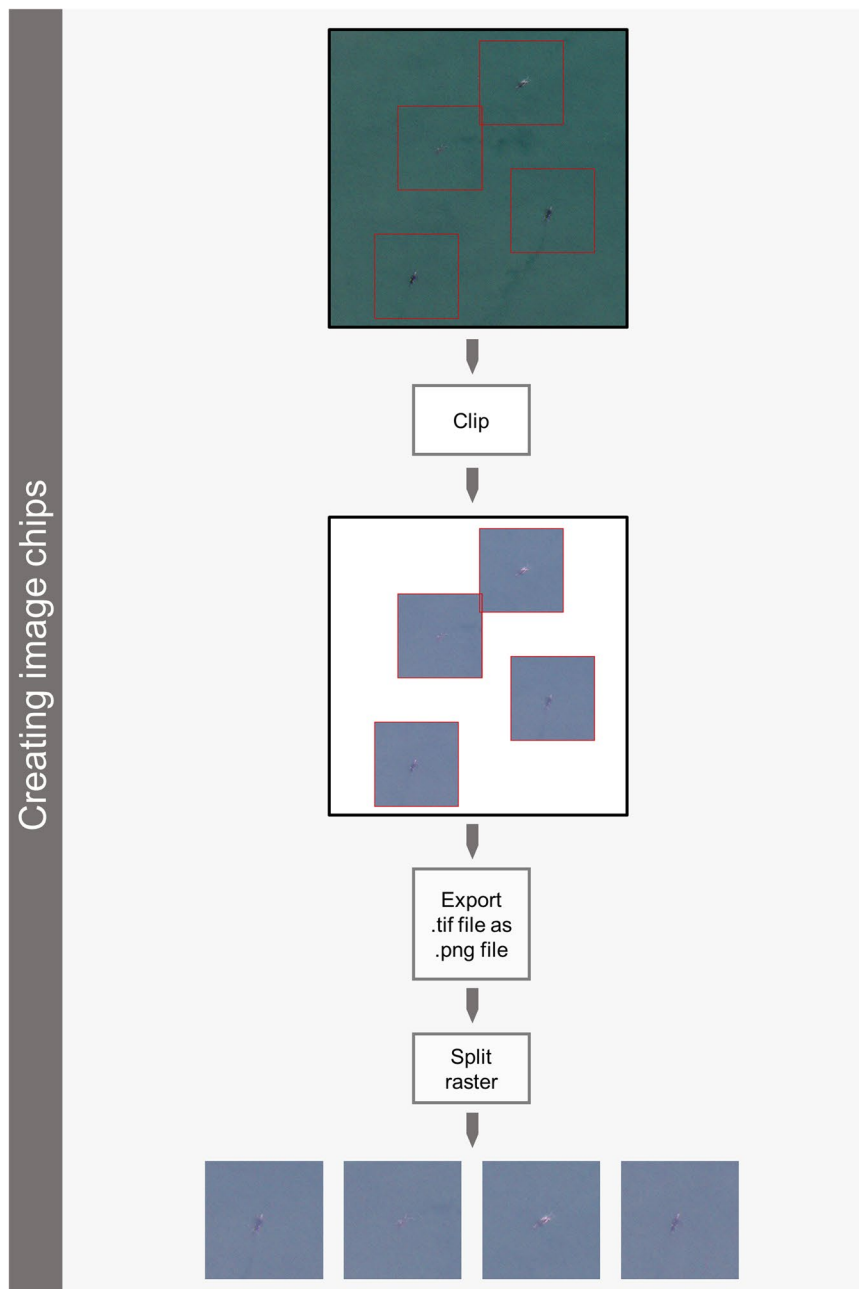 Creating image chips
Clip
Export
.tif file as
.png file
Split
raster